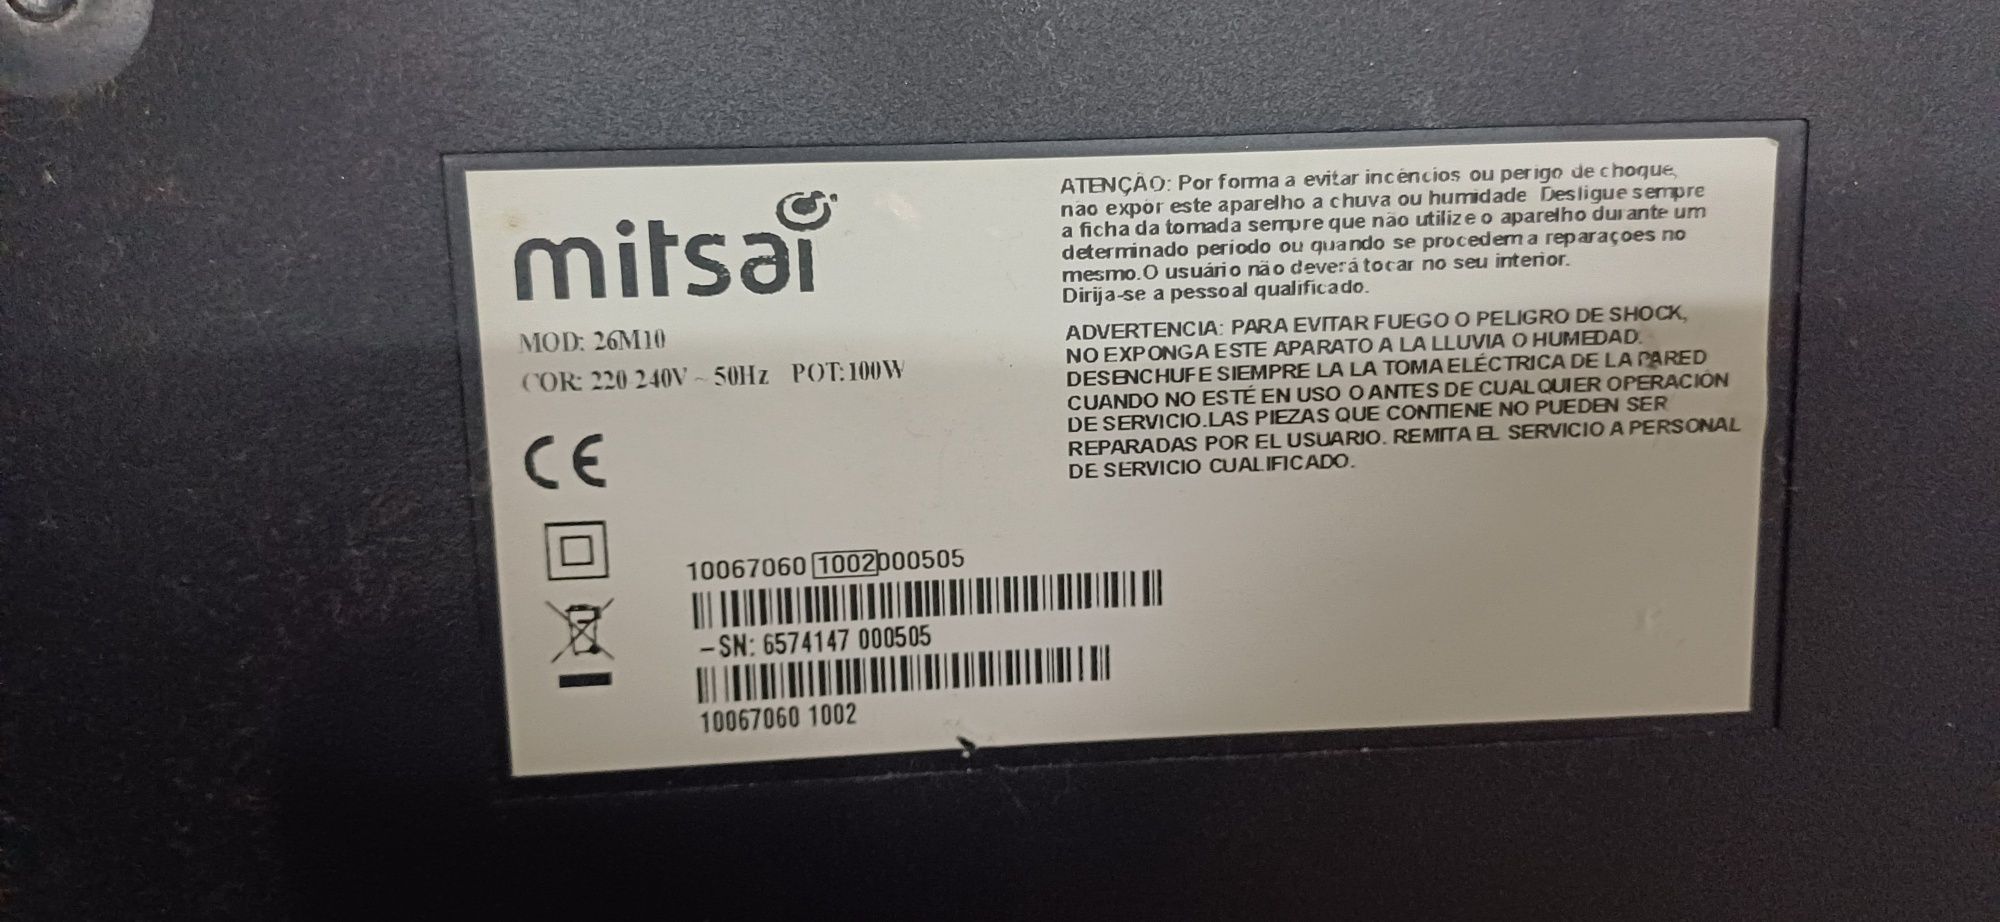 mitsai
MOD: 26M10
COR: 220-240V ~ 50Hz POT:100W
CE
10067060 1002000505
-SN: 6574147 000505
10067060 1002
ATENÇÃO: Por forma a evitar incêncios ou perigo de choque,
não expor este aparelho a chuva ou humidade Desligue sempre
a ficha da tomada sempre que não utilize o aparelho durante um
determinado periodo ou quando se procedem a reparaçoes no
mesmo.O usuário não deverá tocar no seu interior.
Dirija-se a pessoal qualificado.
ADVERTENCIA: PARA EVITAR FUEGO O PELIGRO DE SHOCK,
NO EXPONGA ESTE APARATO A LA LLUVIA O HUMEDAD.
DESENCHUFE SIEMPRE LA LA TOMA ELÉCTRICA DE LA PARED
CUANDO NO ESTÉ EN USO O ANTES DE CUALQUIER OPERACIÓN
DE SERVICIO.LAS PIEZAS QUE CONTIENE NO PUEDEN SER
REPARADAS POR EL USUARIO. REMITA EL SERVICIO A PERSONAL
DE SERVICIO CUALIFICADO.